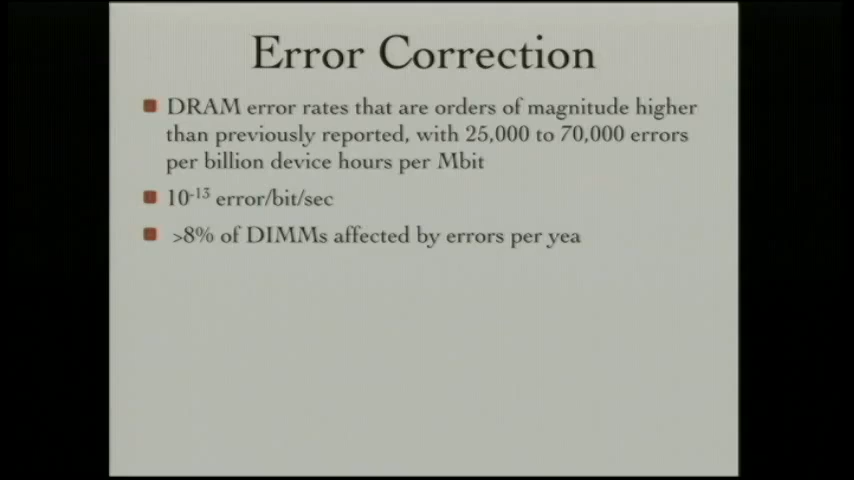 Error Correction
DRAM error rates that are orders of magnitude higher
than previously reported, with 25,000 to 70,000 errors
per billion device hours per Mbit
10⁻¹³ error/bit/sec
>8% of DIMMs affected by errors per yea